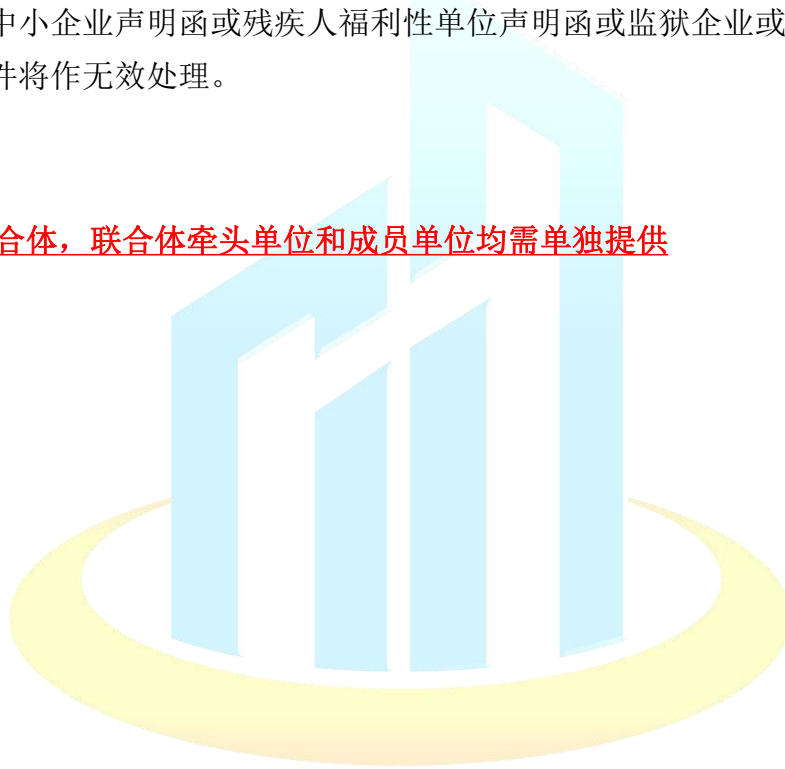 中小企业声明函或残疾人福利性单位声明函或监狱企业或
件将作无效处理。
合体，联合体牵头单位和成员单位均需单独提供